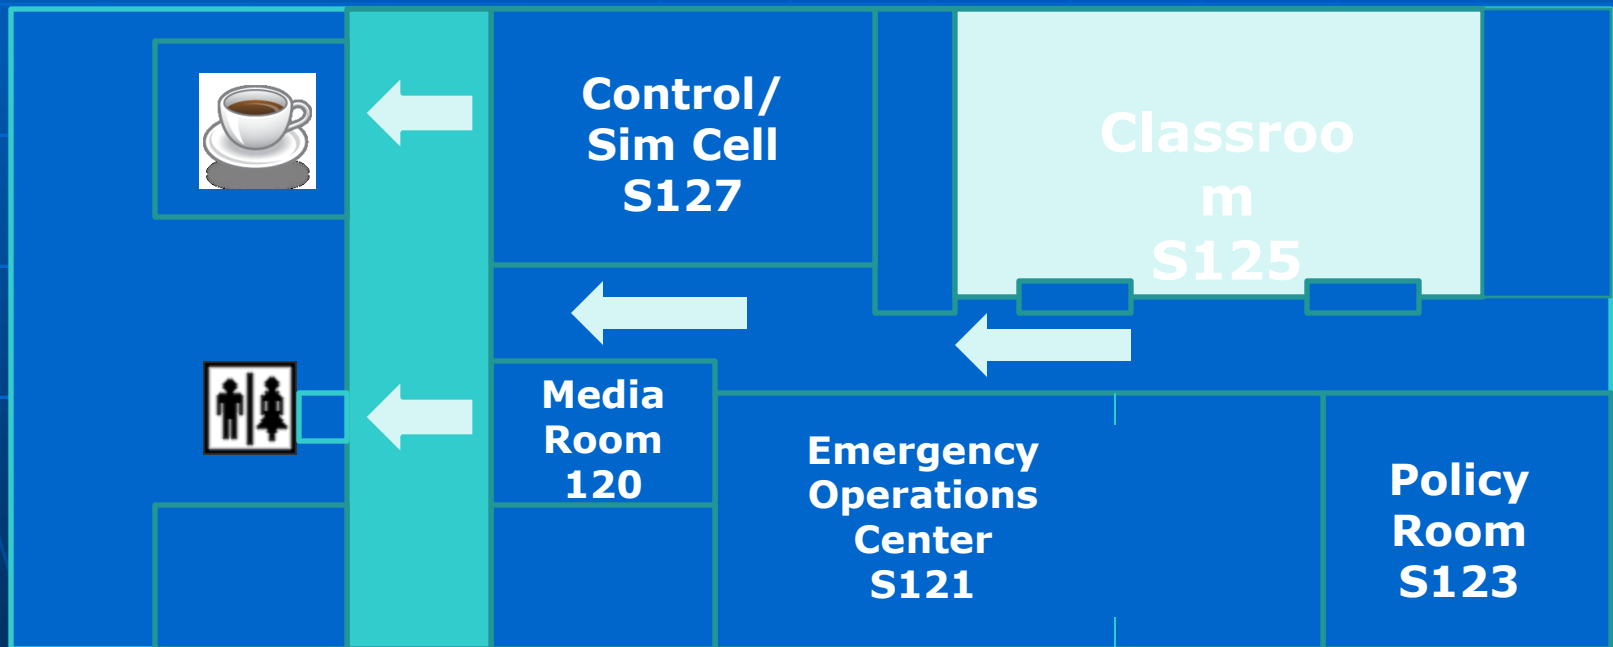 Control/
Sim Cell
S127
Classroo
m
S125
Media
Room
120
Emergency
Operations
Center
S121
Policy
Room
S123